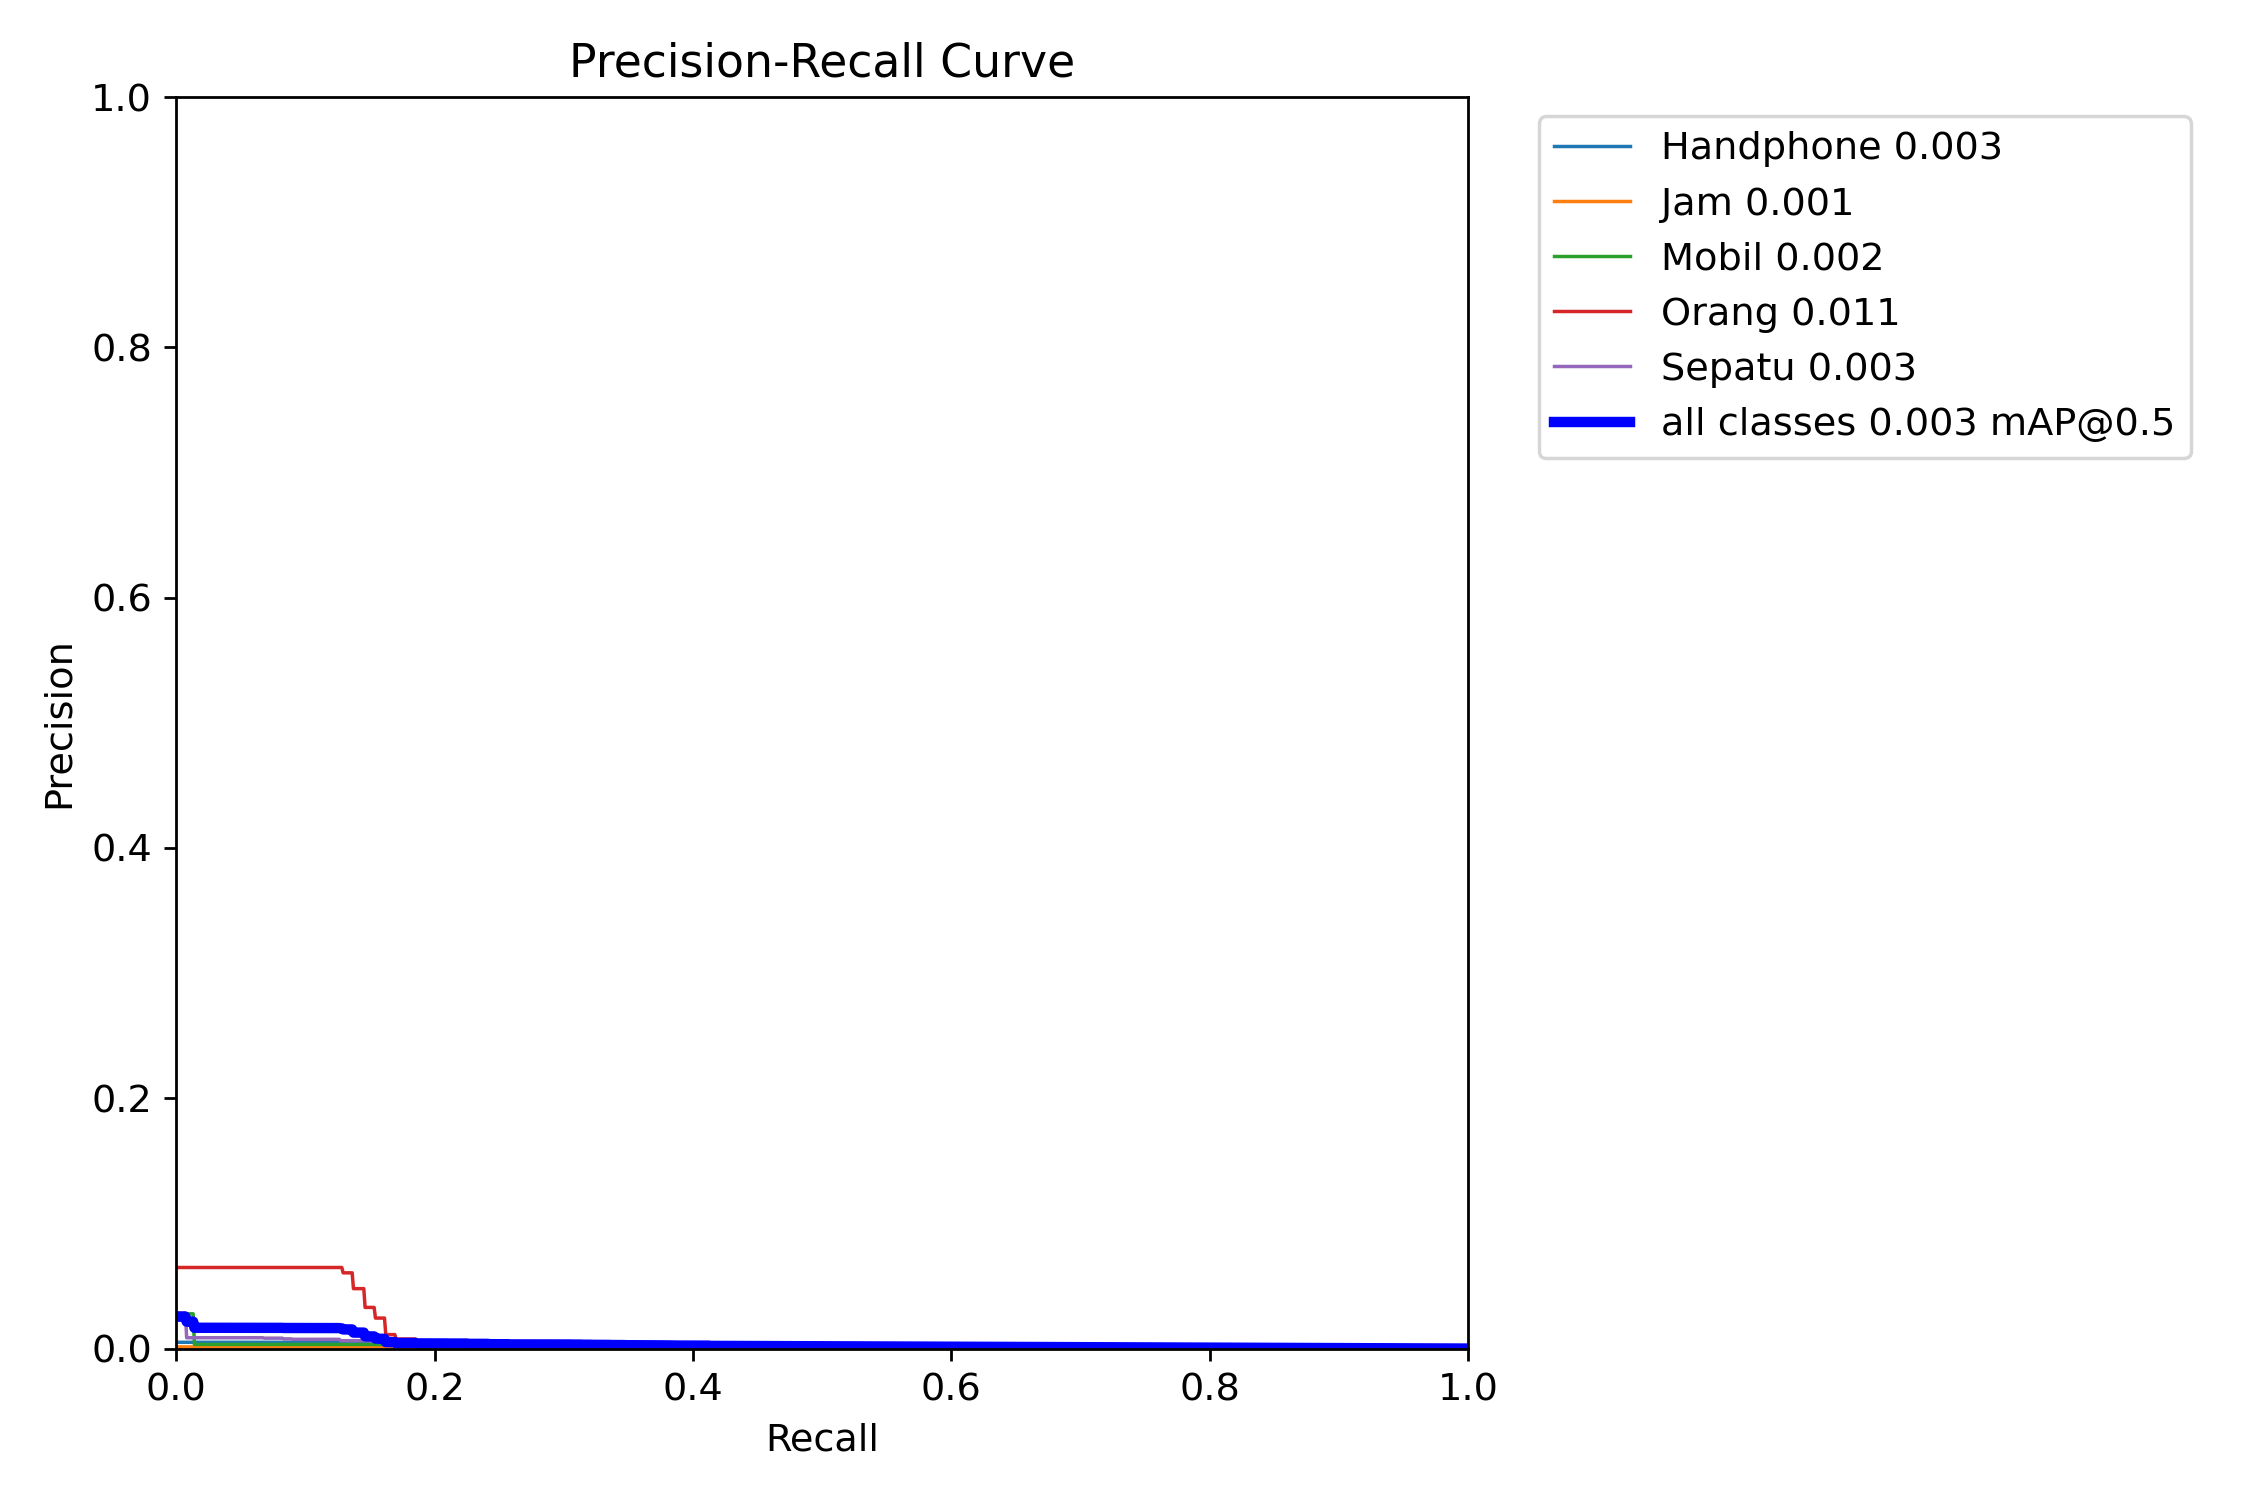 Precision-Recall Curve
1.0
0.8
0.6
0.4
0.2
0.0
Precision
0.0 0.2 0.4 0.6 0.8 1.0
Recall
Handphone 0.003
Jam 0.001
Mobil 0.002
Orang 0.011
Sepatu 0.003
all classes 0.003 mAP@0.5